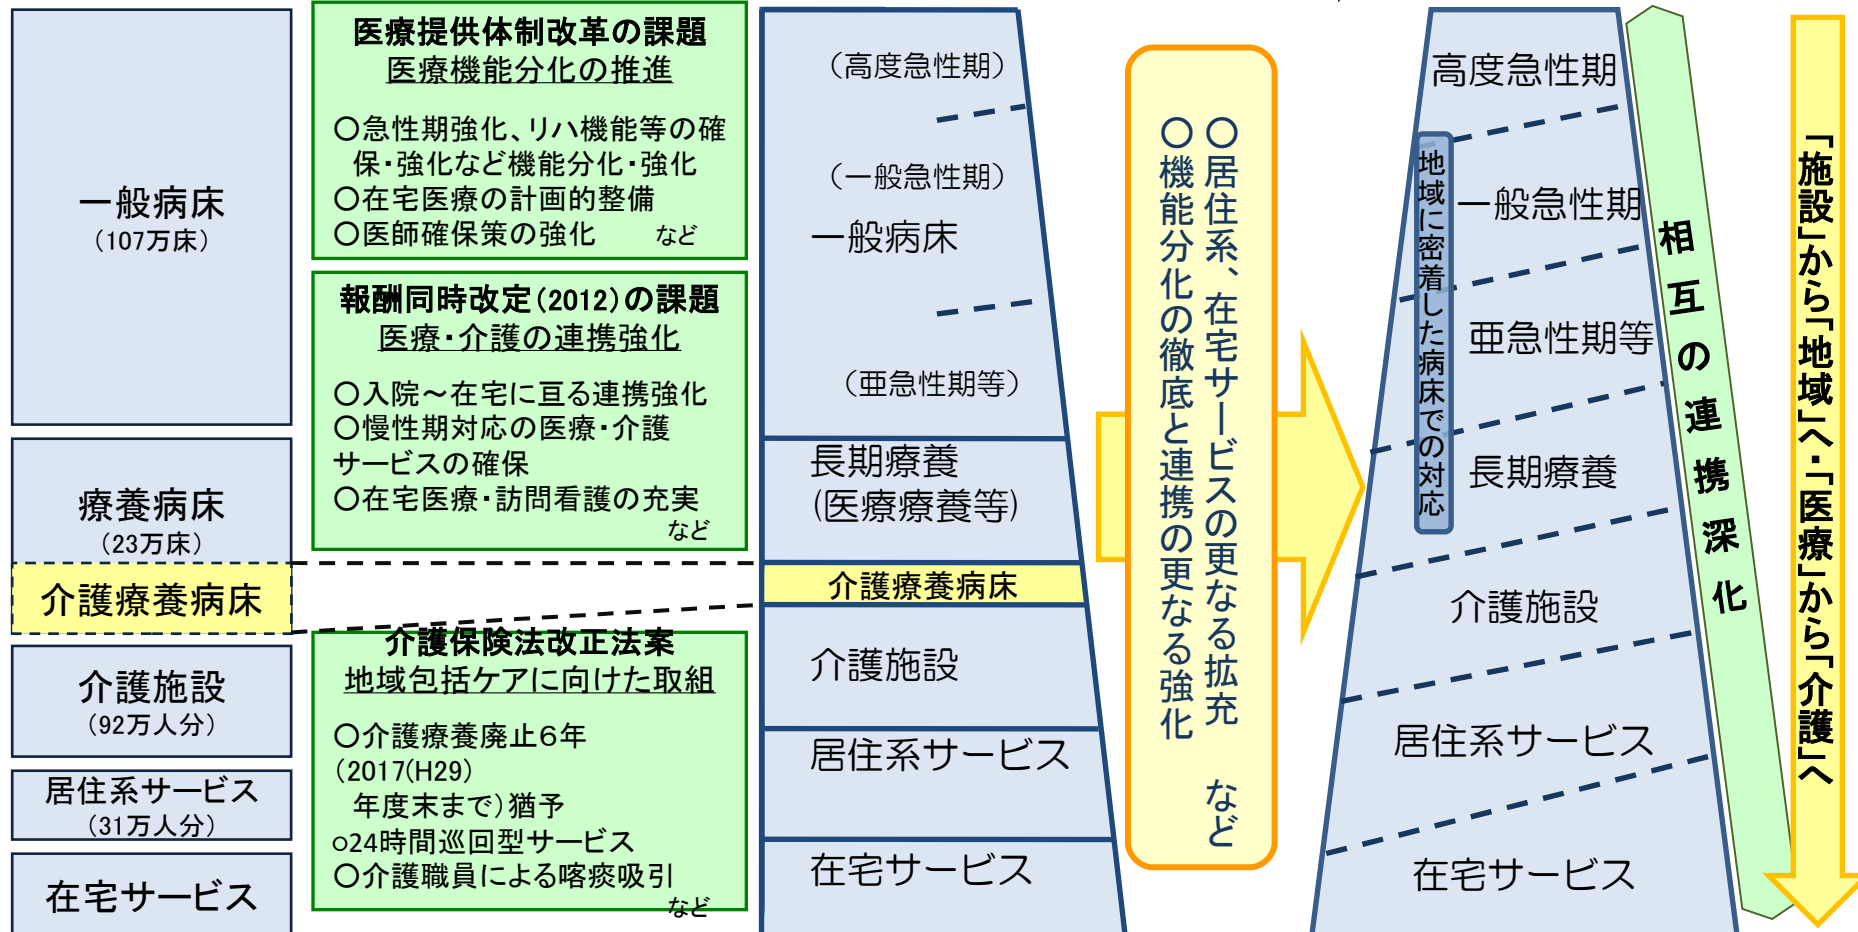 一般病床
(107万床)
療養病床
(23万床)
介護療養病床
介護施設
(92万人分)
居住系サービス
(31万人分)
在宅サービス
医療提供体制改革の課題
医療機能分化の推進
○急性期強化、リハ機能等の確
保・強化など機能分化・強化
○在宅医療の計画的整備
○医師確保策の強化　　など
報酬同時改定(2012)の課題
医療・介護の連携強化
○入院～在宅に亘る連携強化
○慢性期対応の医療・介護
サービスの確保
○在宅医療・訪問看護の充実
など
介護保険法改正法案
地域包括ケアに向けた取組
○介護療養廃止6年
(2017(H29)
年度末まで)猶予
○24時間巡回型サービス
○介護職員による喀痰吸引
など
(高度急性期)
(一般急性期)
一般病床
(亜急性期等)
長期療養
(医療療養等)
介護療養病床
介護施設
居住系サービス
在宅サービス
○居住系、在宅サービスの更なる拡充　など
○機能分化の徹底と連携の更なる強化
高度急性期
一般急性期
亜急性期等
長期療養
介護施設
居住系サービス
在宅サービス
地域に密着した病床での対応
相互の連携深化
「施設」から「地域」へ・「医療」から「介護」へ